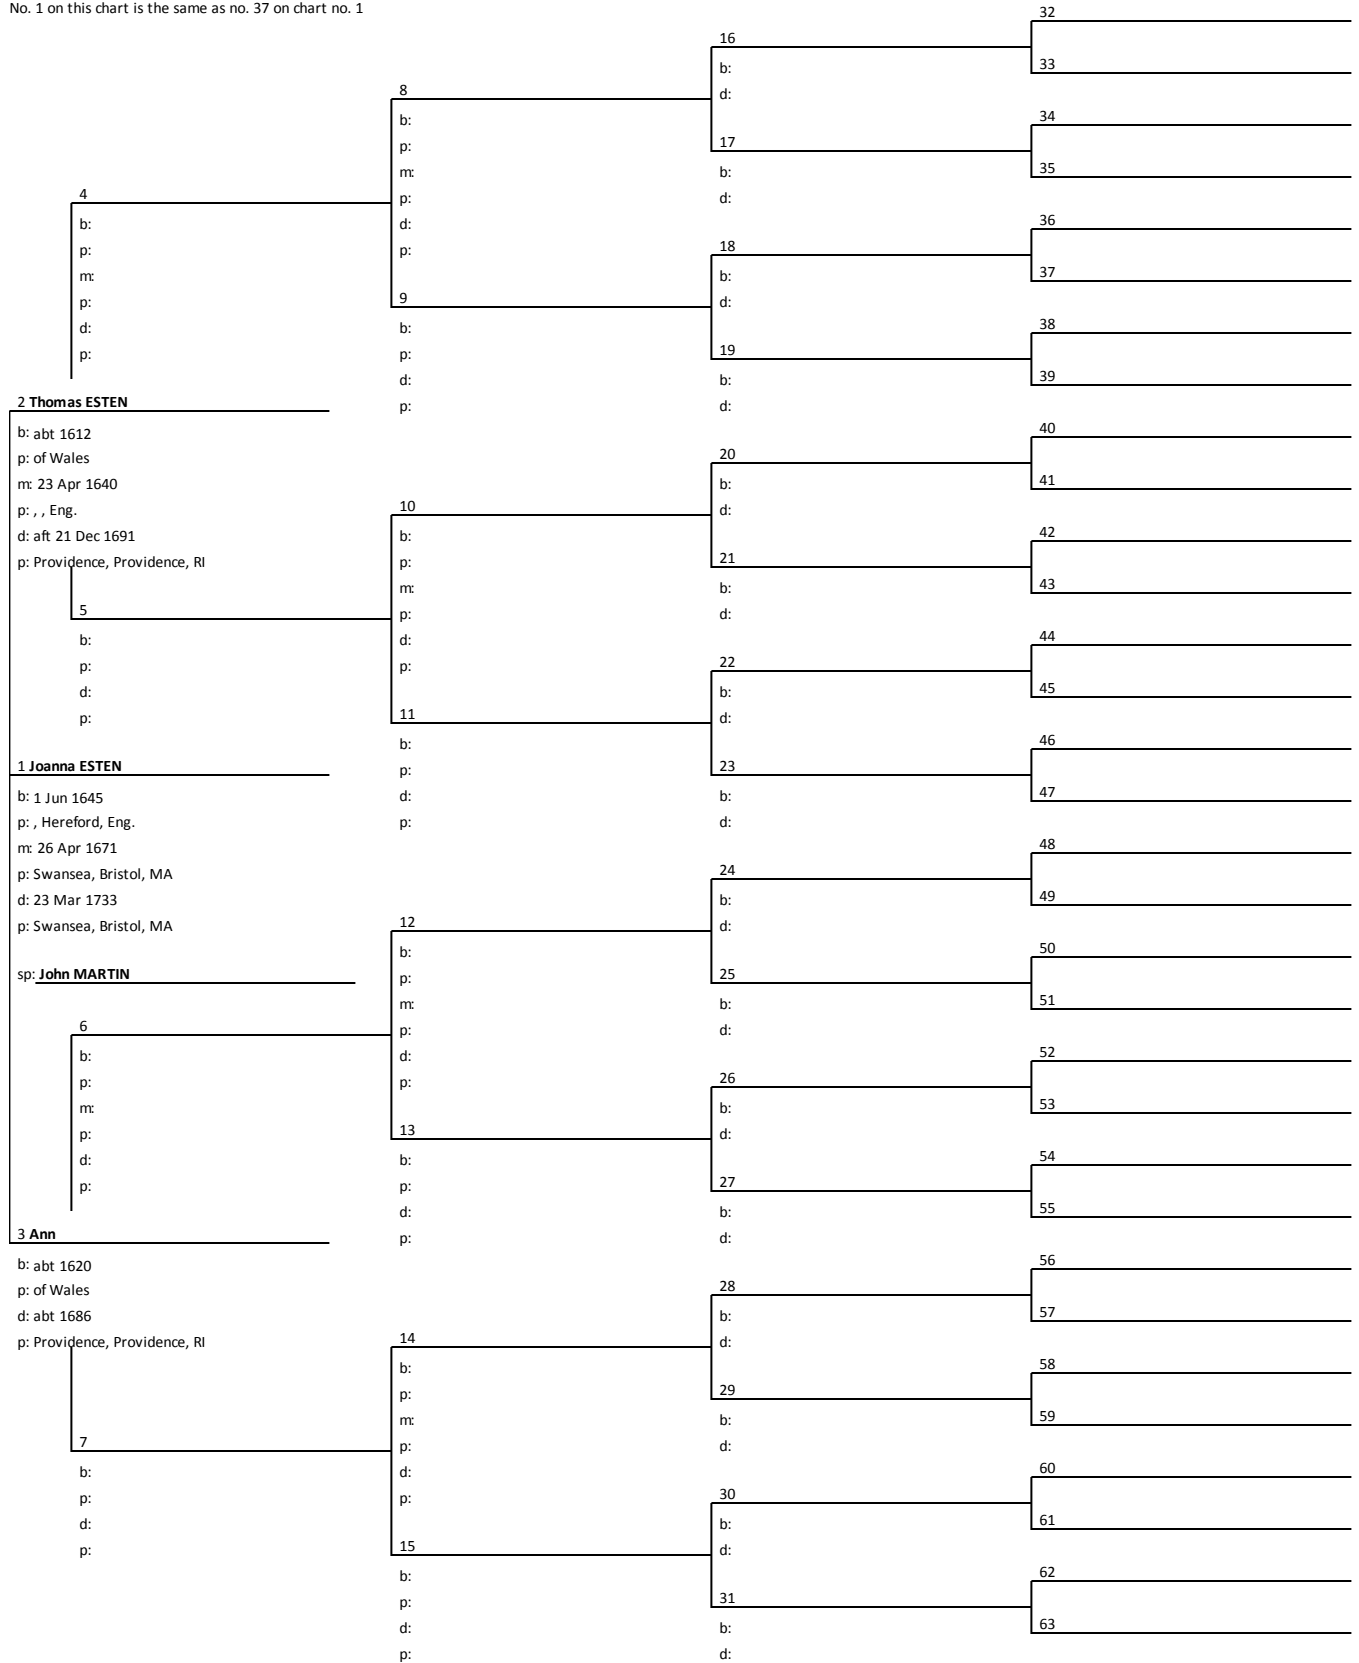 No. 1 on this chart is the same as no. 37 on chart no. 1
4
b:
p:
m:
p:
d:
p:
2 Thomas ESTEN
b: abt 1612
p: of Wales
m: 23 Apr 1640
p: , , Eng.
d: aft 21 Dec 1691
p: Providence, Providence, RI
5
b:
p:
d:
p:
1 Joanna ESTEN
b: 1 Jun 1645
p: , Hereford, Eng.
m: 26 Apr 1671
p: Swansea, Bristol, MA
d: 23 Mar 1733
p: Swansea, Bristol, MA
sp: John MARTIN
6
b:
p:
m:
p:
d:
p:
3 Ann
b: abt 1620
p: of Wales
d: abt 1686
p: Providence, Providence, RI
7
b:
p:
d:
p:
8
b:
p:
m:
p:
d:
p:
9
b:
p:
d:
p:
10
b:
p:
m:
p:
d:
p:
11
b:
p:
d:
p:
12
b:
p:
m:
p:
d:
p:
13
b:
p:
d:
p:
14
b:
p:
m:
p:
d:
p:
15
b:
p:
d:
p:
16
b:
d:
17
b:
d:
18
b:
d:
19
b:
d:
20
b:
d:
21
b:
d:
22
b:
d:
23
b:
d:
24
b:
d:
25
b:
d:
26
b:
d:
27
b:
d:
28
b:
d:
29
b:
d:
30
b:
d:
31
b:
d:
32
33
34
35
36
37
38
39
40
41
42
43
44
45
46
47
48
49
50
51
52
53
54
55
56
57
58
59
60
61
62
63